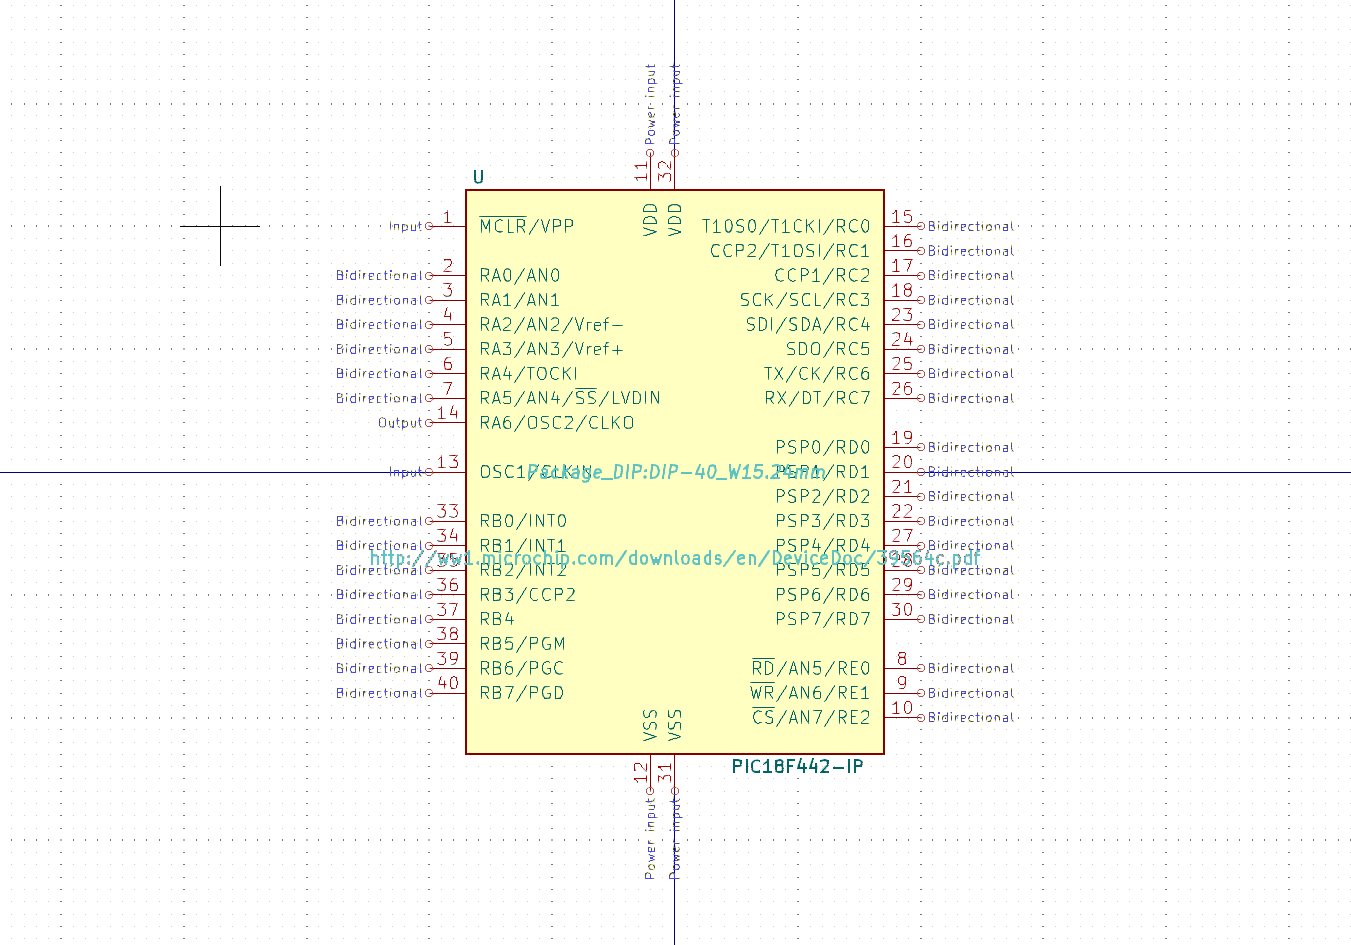 Power input
Power input
11
32
U
VDD
VDD
Input 1 MCLR/VPP T10S0/T1CKI/RC0 15 Bidirectional
CCP2/T1OSI/RC1 16 Bidirectional
Bidirectional 2 RA0/AN0 CCP1/RC2 17 Bidirectional
Bidirectional 3 RA1/AN1 SCK/SCL/RC3 18 Bidirectional
Bidirectional 4 RA2/AN2/Vref- SDI/SDA/RC4 23 Bidirectional
Bidirectional 5 RA3/AN3/Vref+ SDO/RC5 24 Bidirectional
Bidirectional 6 RA4/TOCKI TX/CK/RC6 25 Bidirectional
Bidirectional 7 RA5/AN4/SS/LVDIN RX/DT/RC7 26 Bidirectional
Output 14 RA6/OSC2/CLKO
PSP0/RD0 19 Bidirectional
Input 13 OSC1/CLKIN PSP1/RD1 20 Bidirectional
Package_DIP:DIP-40_W15.24mm
PSP2/RD2 21 Bidirectional
Bidirectional 33 RB0/INT0 PSP3/RD3 22 Bidirectional
Bidirectional 34 RB1/INT1 PSP4/RD4 27 Bidirectional
http://ww1.microchip.com/downloads/en/DeviceDoc/39564c.pdf
Bidirectional 35 RB2/INT2 PSP5/RD5 28 Bidirectional
Bidirectional 36 RB3/CCP2 PSP6/RD6 29 Bidirectional
Bidirectional 37 RB4 PSP7/RD7 30 Bidirectional
Bidirectional 38 RB5/PGM
Bidirectional 39 RB6/PGC RD/AN5/RE0 8 Bidirectional
Bidirectional 40 RB7/PGD WR/AN6/RE1 9 Bidirectional
CS/AN7/RE2 10 Bidirectional
VSS
VSS
PIC18F442-IP
12
31
Power input
Power input